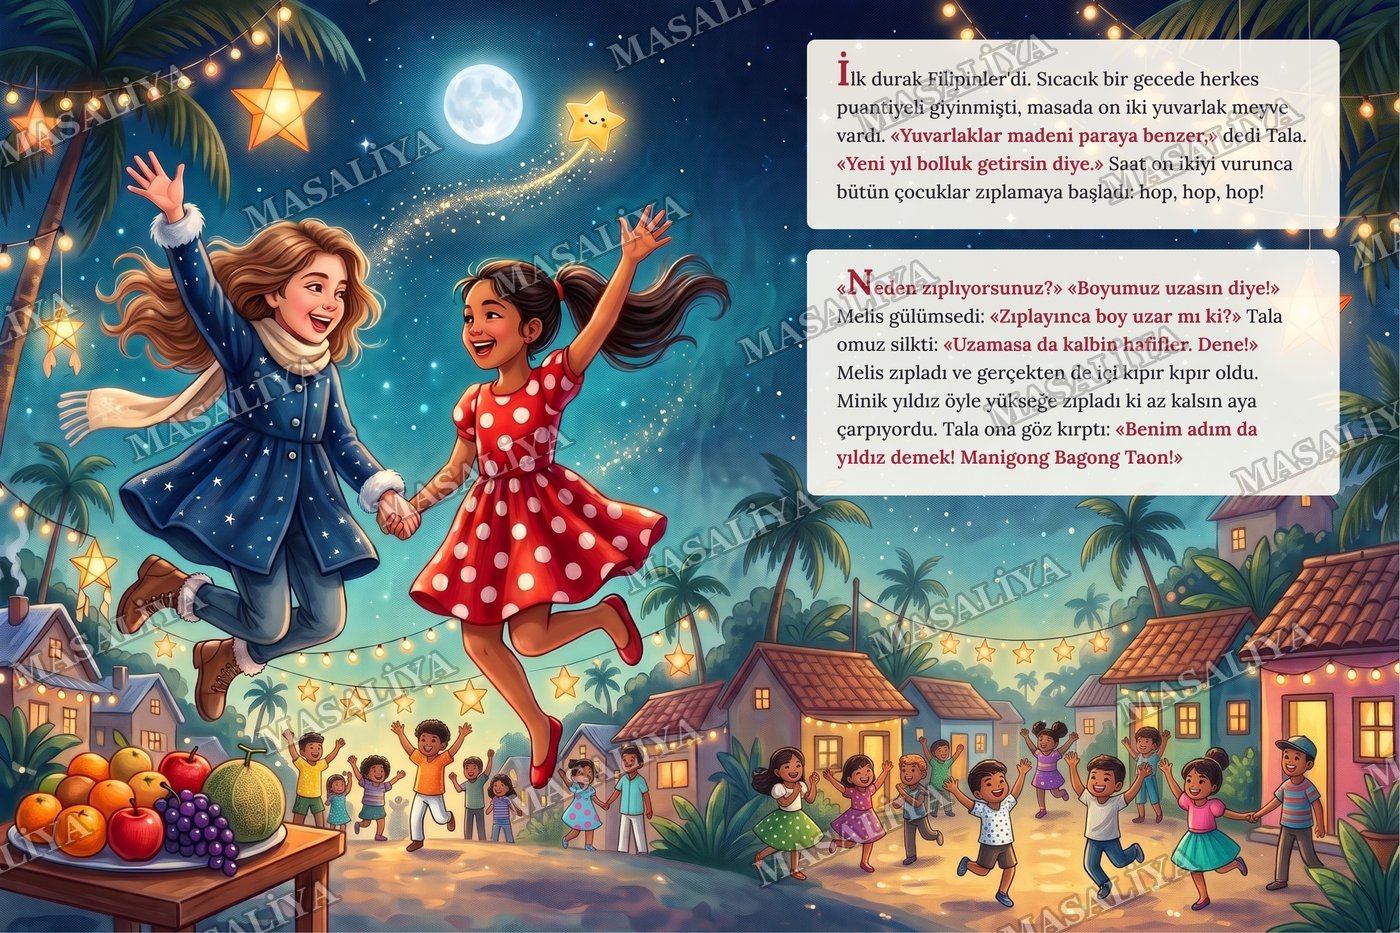 İlk durak Filipinler'di. Sıcacık bir gecede herkes
puantiyeli giyinmişti, masada on iki yuvarlak meyve
vardı. «Yuvarlaklar madeni paraya benzer,» dedi Tala.
«Yeni yıl bolluk getirsin diye.» Saat on ikiyi vurunca
bütün çocuklar zıplamaya başladı: hop, hop, hop!
«Neden zıplıyorsunuz?» «Boyumuz uzasın diye!»
Melis gülümsedi: «Zıplayınca boy uzar mı ki?» Tala
omuz silkti: «Uzamasa da kalbin hafifler. Dene!»
Melis zıpladı ve gerçekten de içi kıpır kıpır oldu.
Minik yıldız öyle yükseğe zıpladı ki az kalsın aya
çarpıyordu. Tala ona göz kırptı: «Benim adım da
yıldız demek! Manigong Bagong Taon!»
MASALİYA